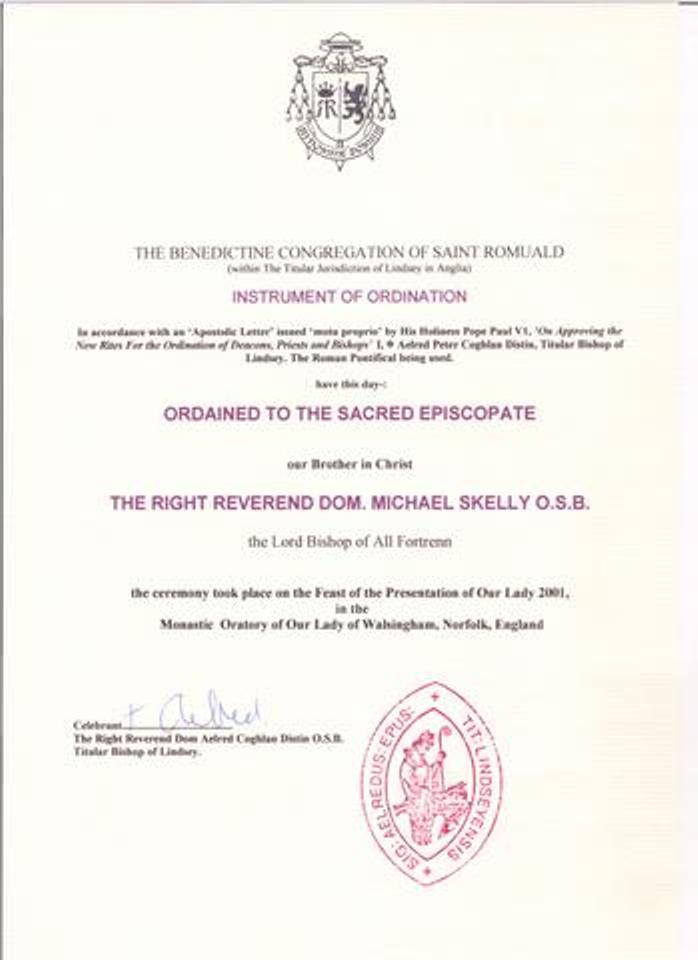 THE BENEDICTINE CONGREGATION OF SAINT ROMUALD
(within The Titular Jurisdiction of Lindsey in Anglia)
INSTRUMENT OF ORDINATION
In accordance with an 'Apostolic Letter' issued 'motu proprio' by His Holiness Pope Paul V1, 'On Approving the
New Rites For the Ordination of Deacons, Priests and Bishops' I, ✠ Aelred Peter Coghlan Distin, Titular Bishop of
Lindsey. The Roman Pontifical being used.
have this day-:
ORDAINED TO THE SACRED EPISCOPATE
our Brother in Christ
THE RIGHT REVEREND DOM. MICHAEL SKELLY O.S.B.
the Lord Bishop of All Fortrenn
the ceremony took place on the Feast of the Presentation of Our Lady 2001,
in the
Monastic Oratory of Our Lady of Walsingham, Norfolk, England
Celebrant + Aelred
The Right Reverend Dom Aelred Coghlan Distin O.S.B.
Titular Bishop of Lindsey.
SIG: AELREDUS: EPUS: TIT: LINDSEYENSIS